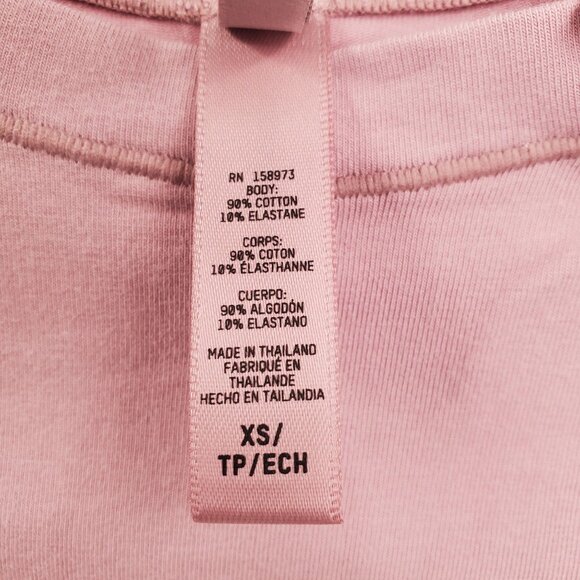 RN 158973
BODY:
90% COTTON
10% ELASTANE
CORPS:
90% COTON
10% ÉLASTHANNE
CUERPO:
90% ALGODÓN
10% ELASTANO
MADE IN THAILAND
FABRIQUÉ EN
THAILANDE
HECHO EN TAILANDIA
XS/
TP/ECH